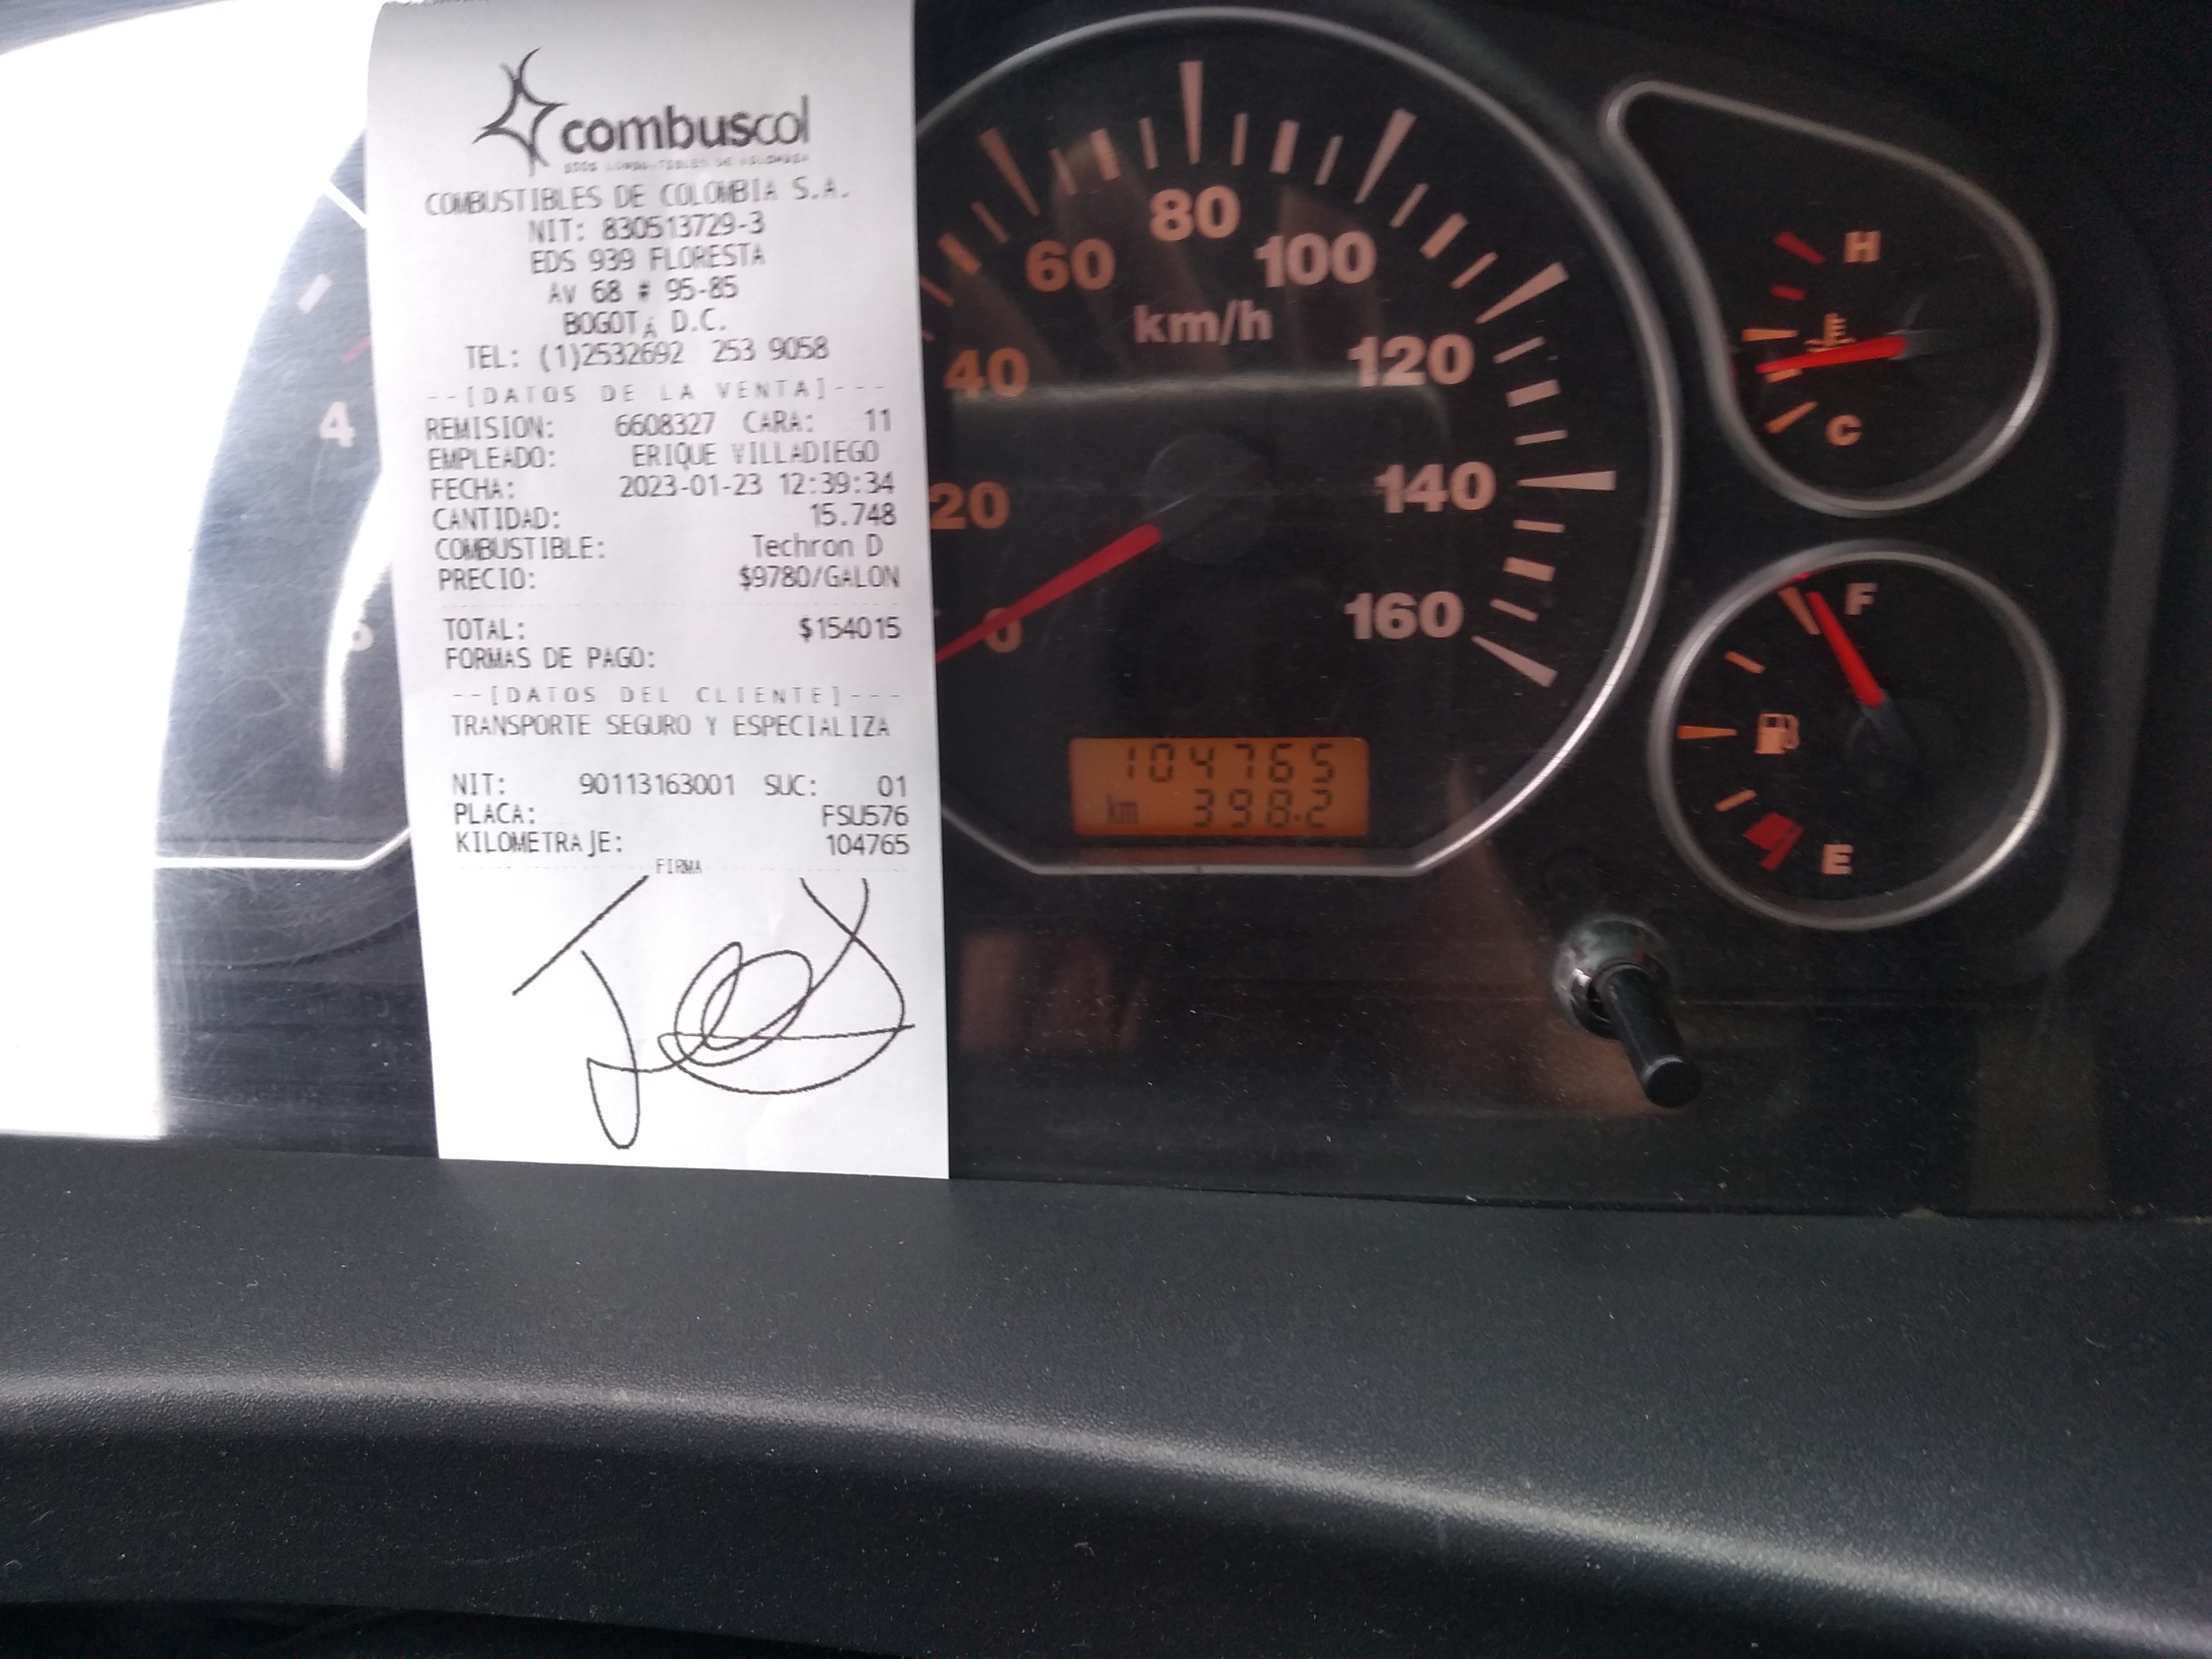 combuscol
COMBUSTIBLES DE COLOMBIA S.A.
NIT: 830513729-3
EDS 939 FLORESTA
Av 68 # 95-85
BOGOTÁ D.C.
TEL: (1)2532692 253 9058
--[DATOS DE LA VENTA]---
REMISION: 6608327 CARA: 11
EMPLEADO: ERIQUE VILLADIEGO
FECHA: 2023-01-23 12:39:34
CANTIDAD: 15.748
COMBUSTIBLE: Techron D
PRECIO: $9780/GALON
TOTAL: $154015
FORMAS DE PAGO:
--[DATOS DEL CLIENTE]---
TRANSPORTE SEGURO Y ESPECIALIZA
NIT: 90113163001 SUC: 01
PLACA: FSU576
KILOMETRAJE: 104765
FIRMA
4
0
20
40
60
80
100
120
140
160
km/h
104765
km 398.2
H
C
F
E